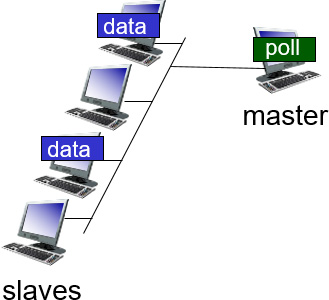 data
poll
master
data
slaves